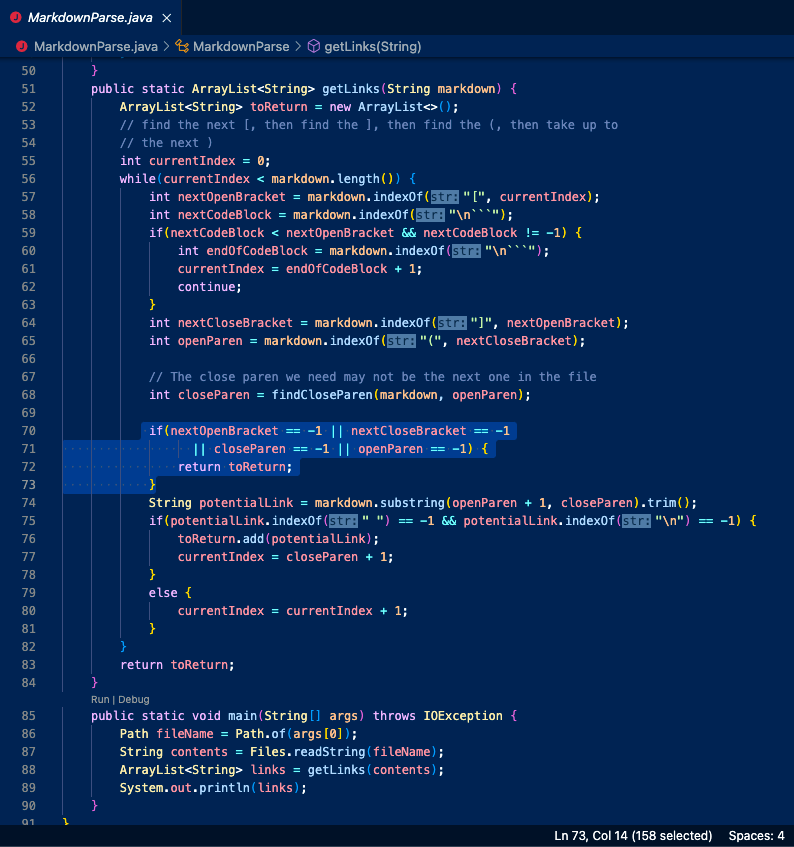 MarkdownParse.java ×
MarkdownParse.java > MarkdownParse > getLinks(String)
50 }
51 public static ArrayList<String> getLinks(String markdown) {
52 ArrayList<String> toReturn = new ArrayList<>();
53 // find the next [, then find the ], then find the (, then take up to
54 // the next )
55 int currentIndex = 0;
56 while(currentIndex < markdown.length()) {
57 int nextOpenBracket = markdown.indexOf(str: "[", currentIndex);
58 int nextCodeBlock = markdown.indexOf(str: "\n```");
59 if(nextCodeBlock < nextOpenBracket && nextCodeBlock != -1) {
60 int endOfCodeBlock = markdown.indexOf(str: "\n```");
61 currentIndex = endOfCodeBlock + 1;
62 continue;
63 }
64 int nextCloseBracket = markdown.indexOf(str: "]", nextOpenBracket);
65 int openParen = markdown.indexOf(str: "(", nextCloseBracket);
66
67 // The close paren we need may not be the next one in the file
68 int closeParen = findCloseParen(markdown, openParen);
69
70 if(nextOpenBracket == -1 || nextCloseBracket == -1
71 || closeParen == -1 || openParen == -1) {
72 return toReturn;
73 }
74 String potentialLink = markdown.substring(openParen + 1, closeParen).trim();
75 if(potentialLink.indexOf(str: " ") == -1 && potentialLink.indexOf(str: "\n") == -1) {
76 toReturn.add(potentialLink);
77 currentIndex = closeParen + 1;
78 }
79 else {
80 currentIndex = currentIndex + 1;
81 }
82 }
83 return toReturn;
84 }
Run | Debug
85 public static void main(String[] args) throws IOException {
86 Path fileName = Path.of(args[0]);
87 String contents = Files.readString(fileName);
88 ArrayList<String> links = getLinks(contents);
89 System.out.println(links);
90 }
91 }
Ln 73, Col 14 (158 selected) Spaces: 4